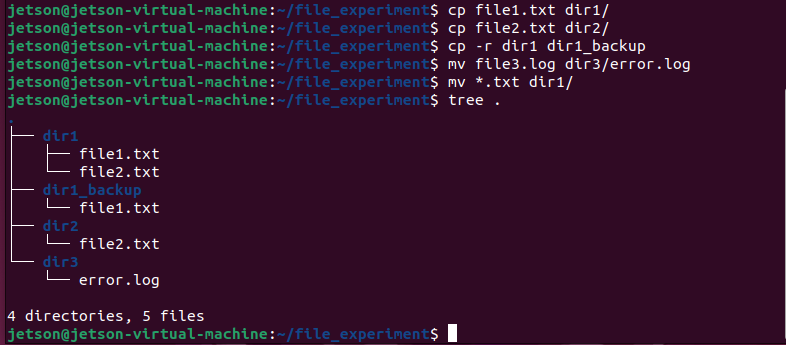 jetson@jetson-virtual-machine:~/file_experiment$ cp file1.txt dir1/
jetson@jetson-virtual-machine:~/file_experiment$ cp file2.txt dir2/
jetson@jetson-virtual-machine:~/file_experiment$ cp -r dir1 dir1_backup
jetson@jetson-virtual-machine:~/file_experiment$ mv file3.log dir3/error.log
jetson@jetson-virtual-machine:~/file_experiment$ mv *.txt dir1/
jetson@jetson-virtual-machine:~/file_experiment$ tree .
.
├── dir1
│   ├── file1.txt
│   └── file2.txt
├── dir1_backup
│   └── file1.txt
├── dir2
│   └── file2.txt
└── dir3
    └── error.log
4 directories, 5 files
jetson@jetson-virtual-machine:~/file_experiment$